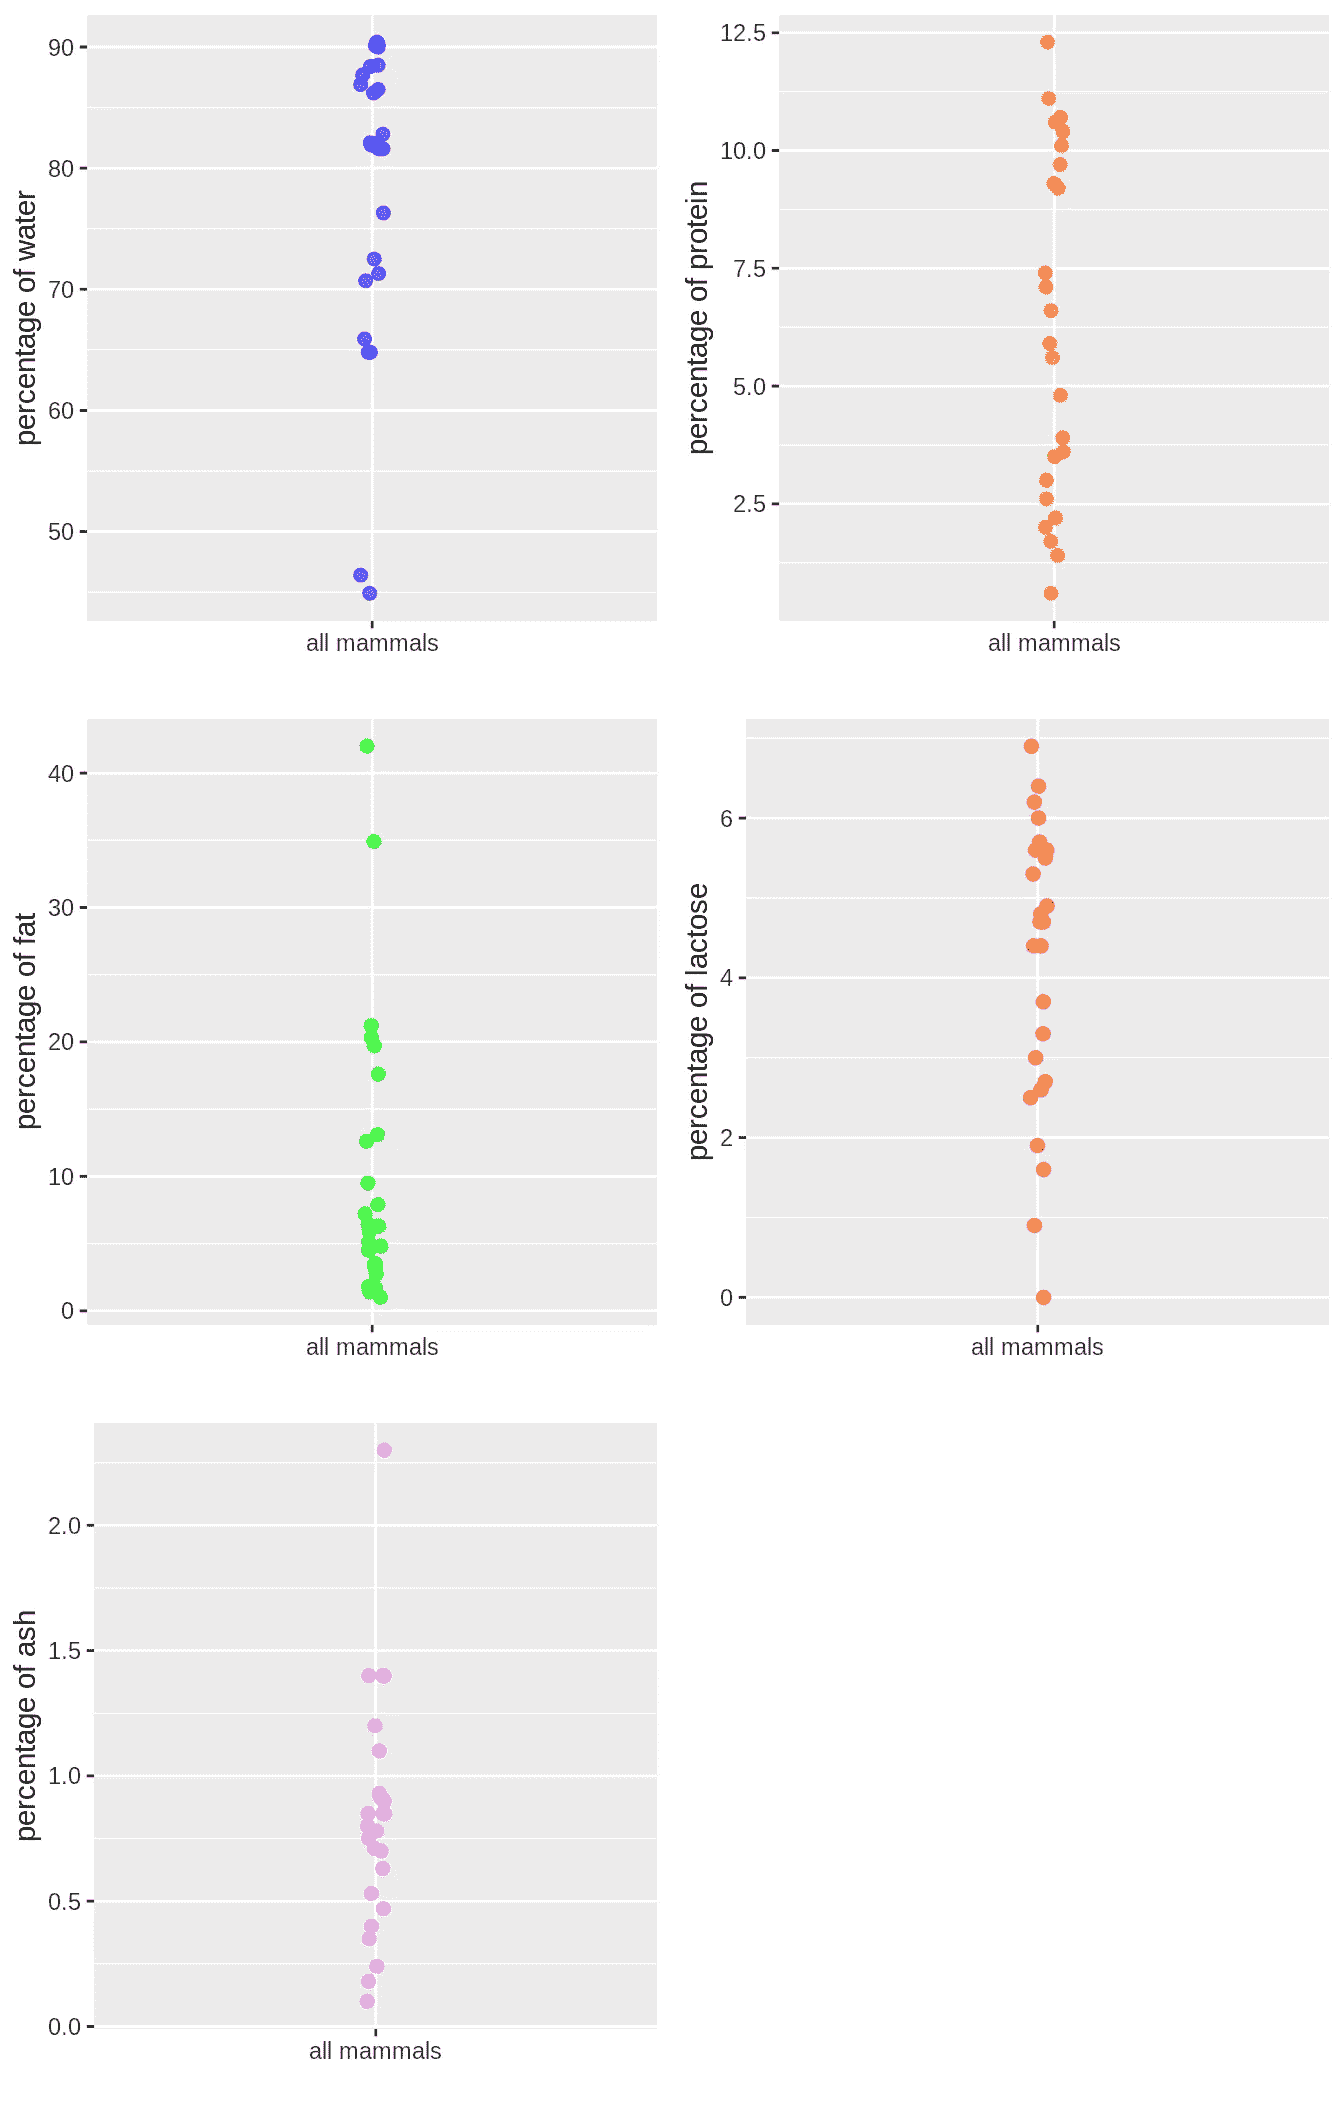 percentage of water
90
80
70
60
50
all mammals
percentage of protein
12.5
10.0
7.5
5.0
2.5
all mammals
percentage of fat
40
30
20
10
0
all mammals
percentage of lactose
6
4
2
0
all mammals
percentage of ash
2.0
1.5
1.0
0.5
0.0
all mammals